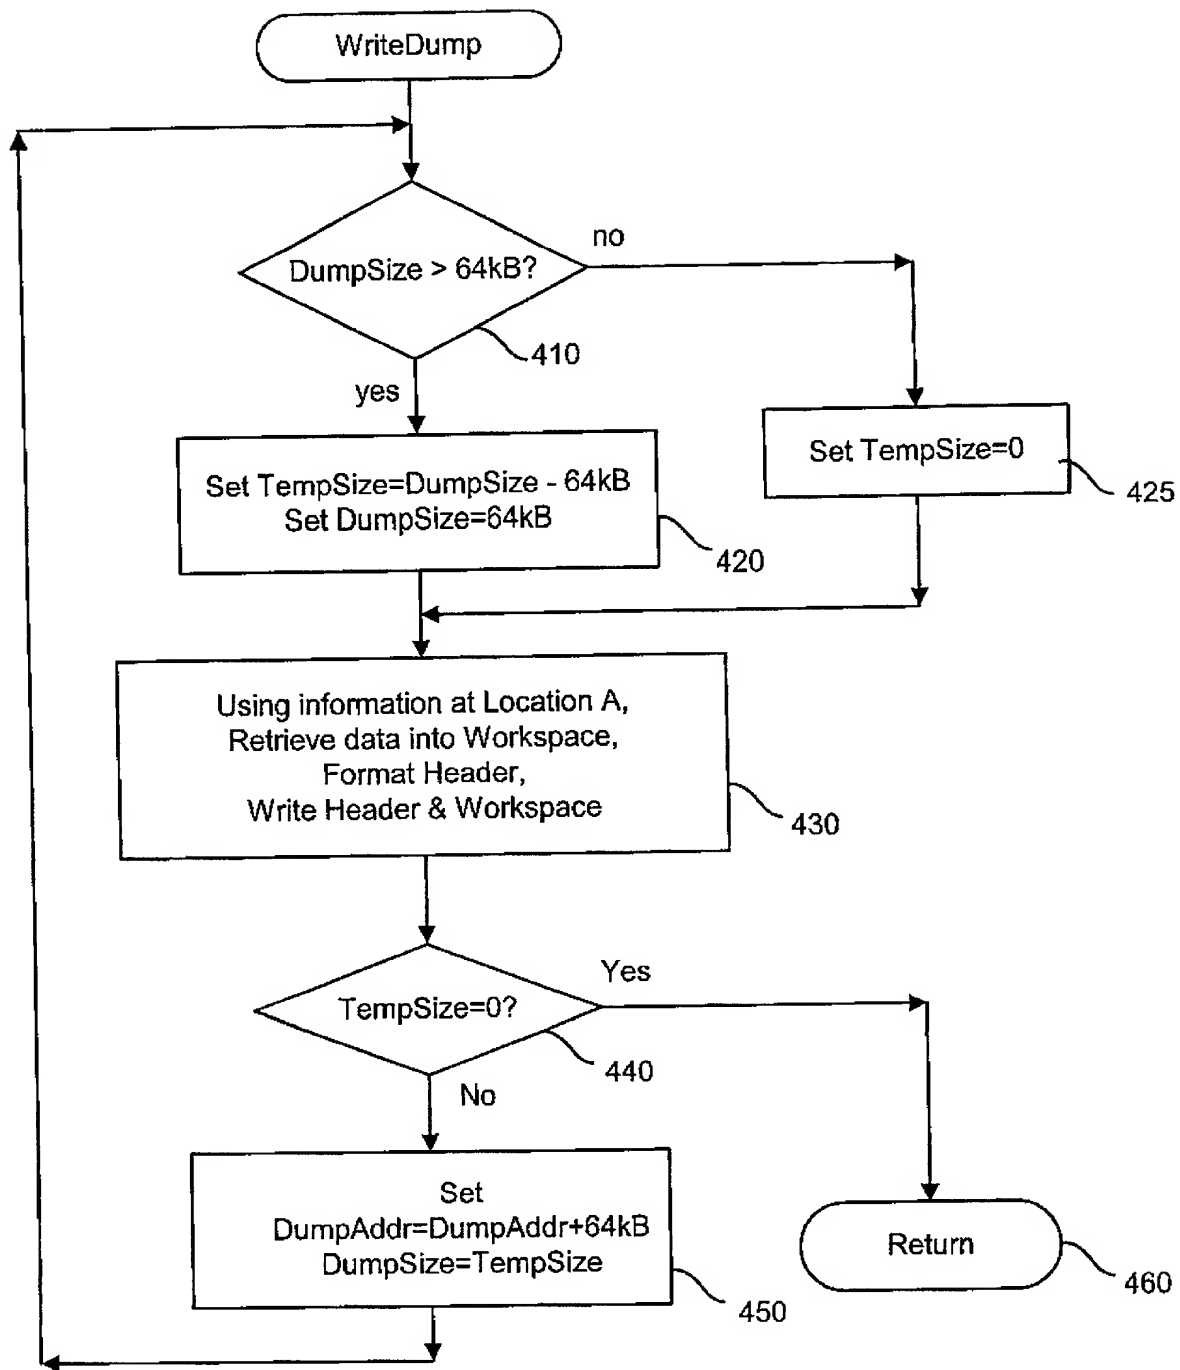 WriteDump
no
DumpSize > 64kB?
410
yes
Set TempSize=0
425
Set TempSize=DumpSize - 64kB
Set DumpSize=64kB
420
Using information at Location A,
Retrieve data into Workspace,
Format Header,
Write Header & Workspace
430
Yes
TempSize=0?
440
No
Set
DumpAddr=DumpAddr+64kB
DumpSize=TempSize
450
Return
460